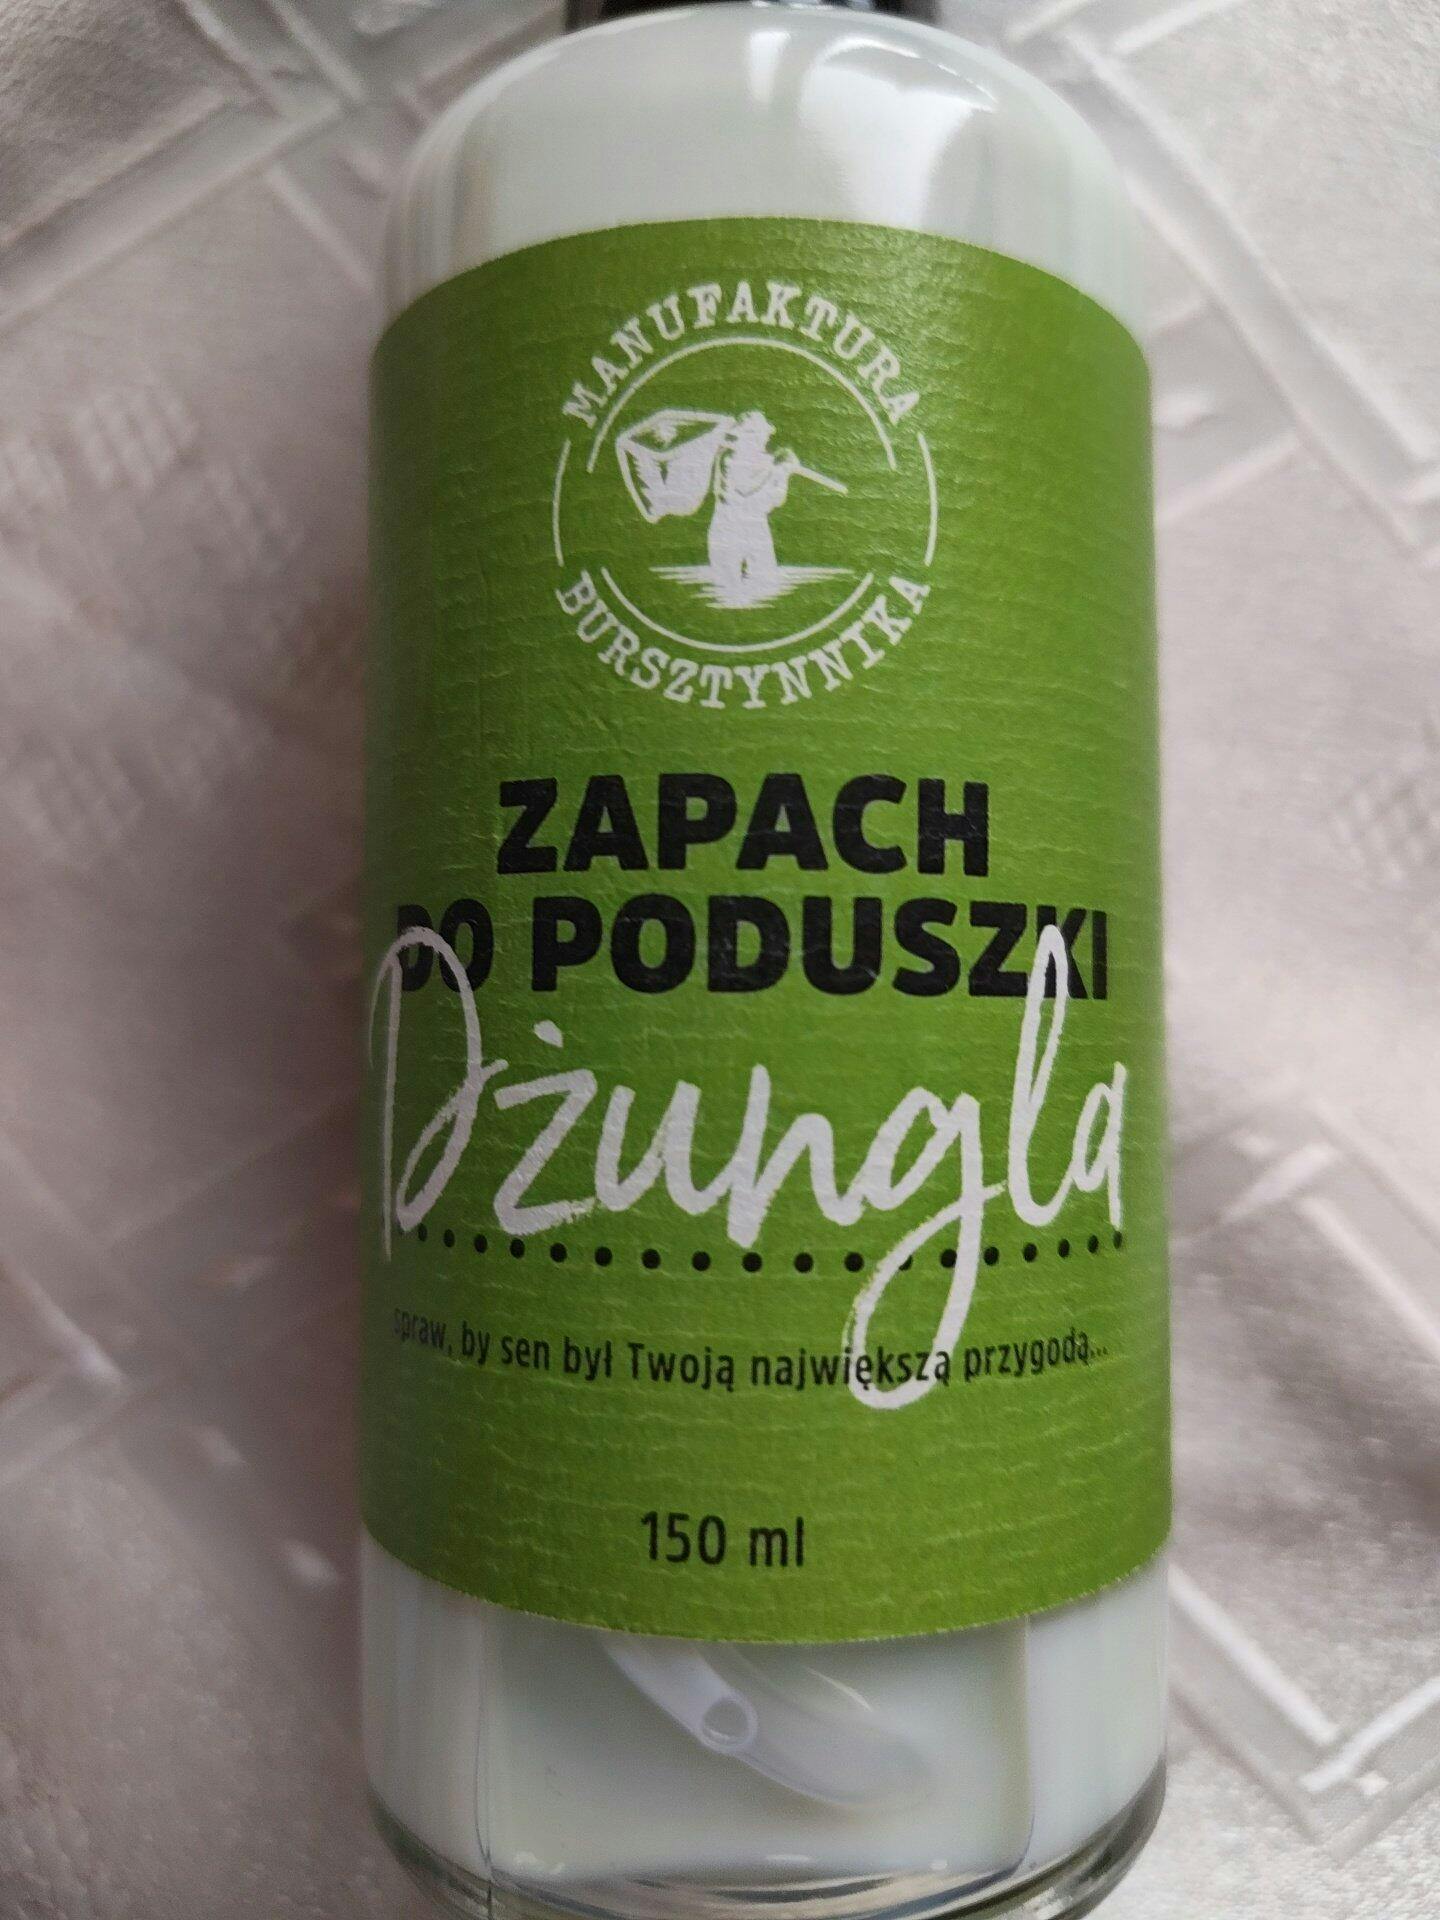 MANUFAKTURA
BURSZTYNNIKA
ZAPACH
DO PODUSZKI
Dżungla
spraw, by sen był Twoją największą przygodą...
150 ml